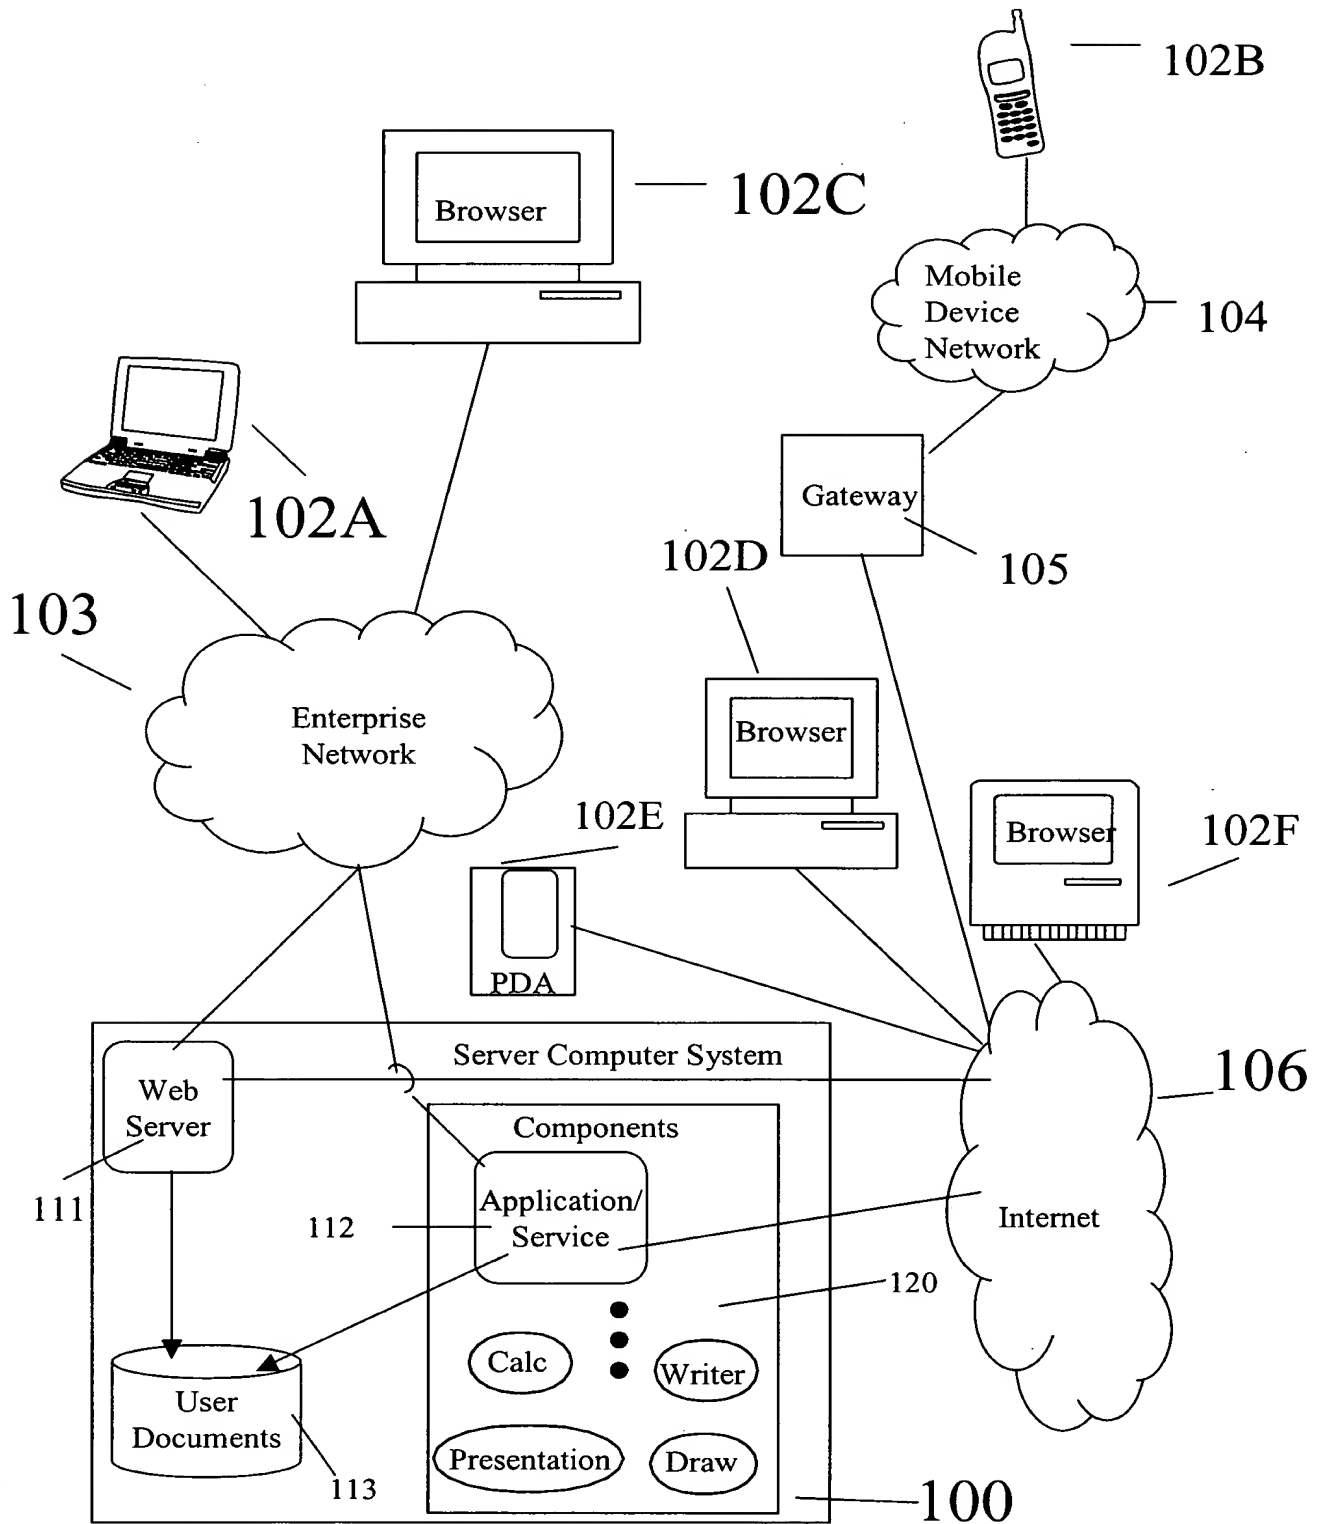 102B
102C
Browser
Mobile
Device
Network
104
102A
Gateway
105
102D
103
Enterprise
Network
Browser
102E
Browser
102F
PDA
Server Computer System
106
Web
Server
111
Components
Application/
Service
112
Internet
120
Calc
Writer
User
Documents
113
Presentation
Draw
100